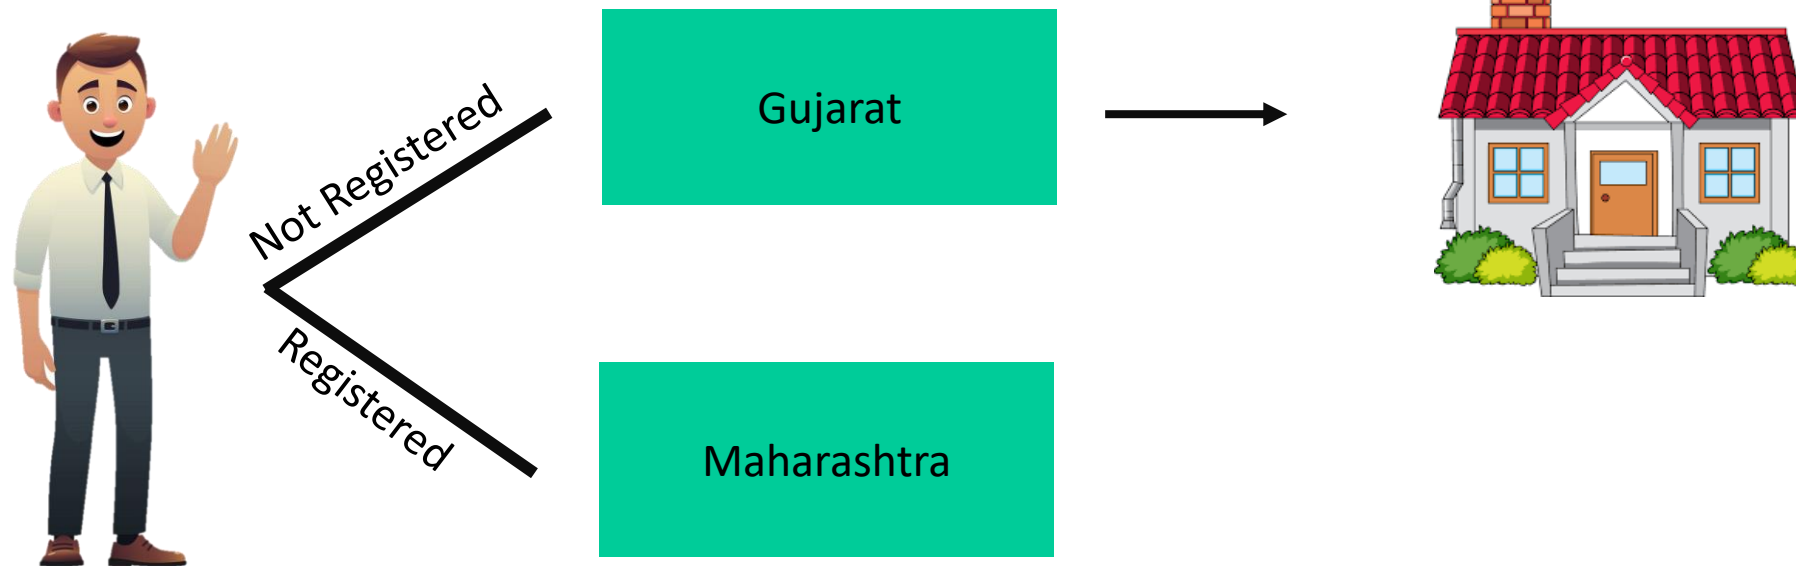 Not Registered
Gujarat
Registered
Maharashtra